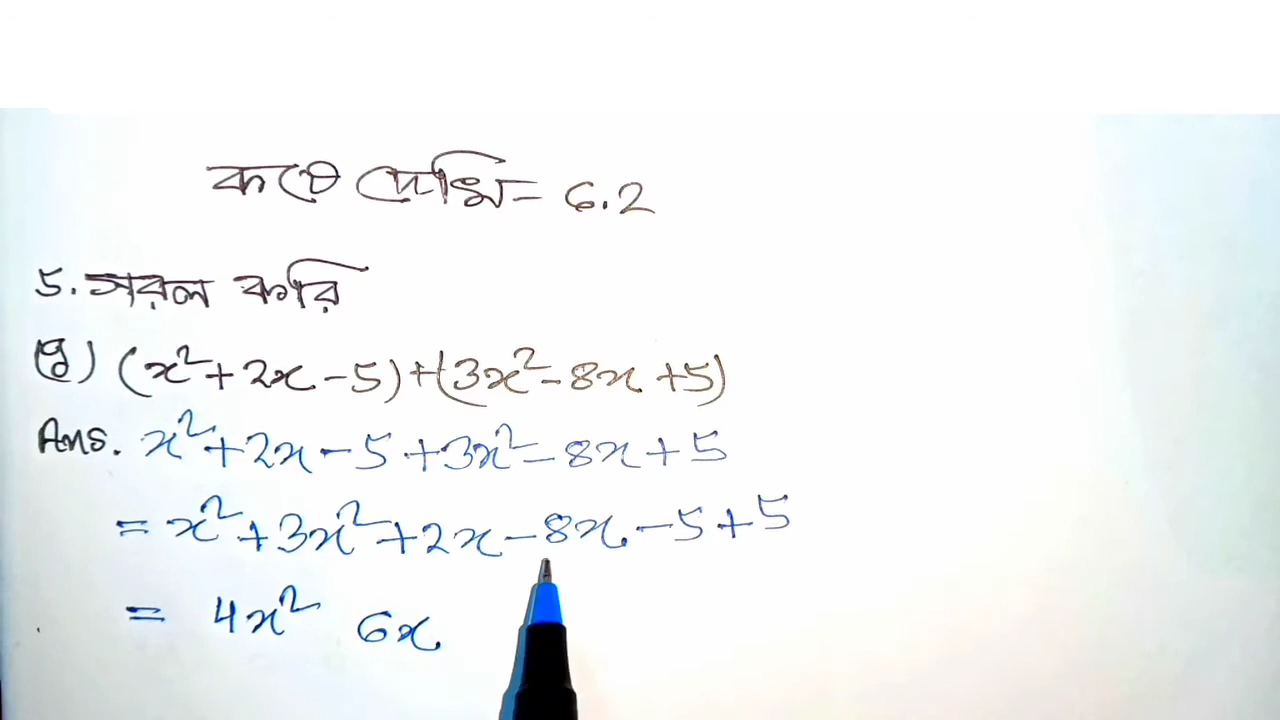 কষে দেখি= 6.2
5. সরল করি
(g) (x²+2x-5)+(3x²-8x+5)
Ans. x²+2x-5+3x²-8x+5
= x²+3x²+2x-8x-5+5
= 4x² 6x